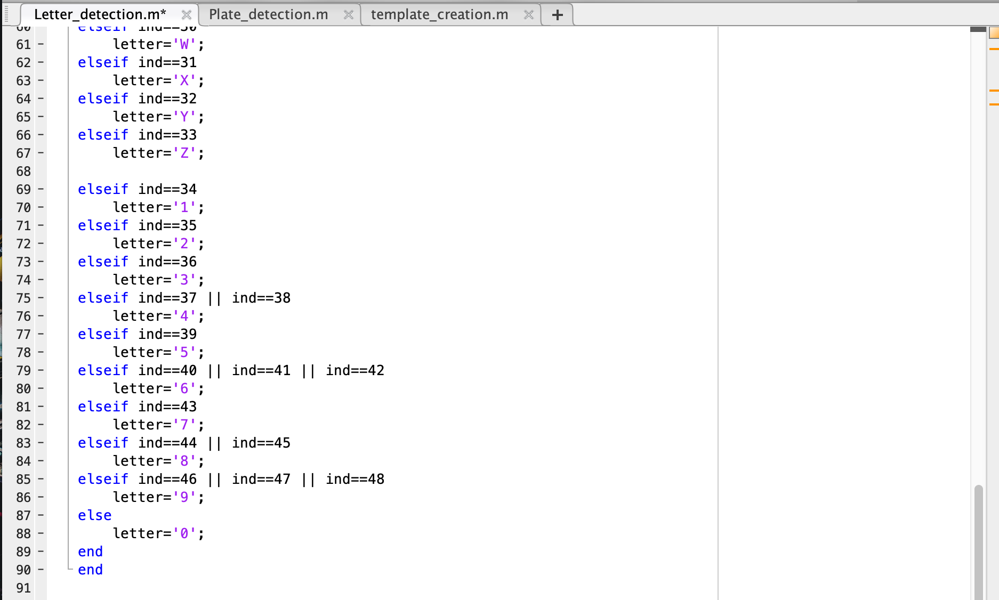 Letter_detection.m* Plate_detection.m template_creation.m +
60 elseif ind==30
61 - letter='W';
62 - elseif ind==31
63 - letter='X';
64 - elseif ind==32
65 - letter='Y';
66 - elseif ind==33
67 - letter='Z';
68
69 - elseif ind==34
70 - letter='1';
71 - elseif ind==35
72 - letter='2';
73 - elseif ind==36
74 - letter='3';
75 - elseif ind==37 || ind==38
76 - letter='4';
77 - elseif ind==39
78 - letter='5';
79 - elseif ind==40 || ind==41 || ind==42
80 - letter='6';
81 - elseif ind==43
82 - letter='7';
83 - elseif ind==44 || ind==45
84 - letter='8';
85 - elseif ind==46 || ind==47 || ind==48
86 - letter='9';
87 - else
88 - letter='0';
89 - end
90 - end
91